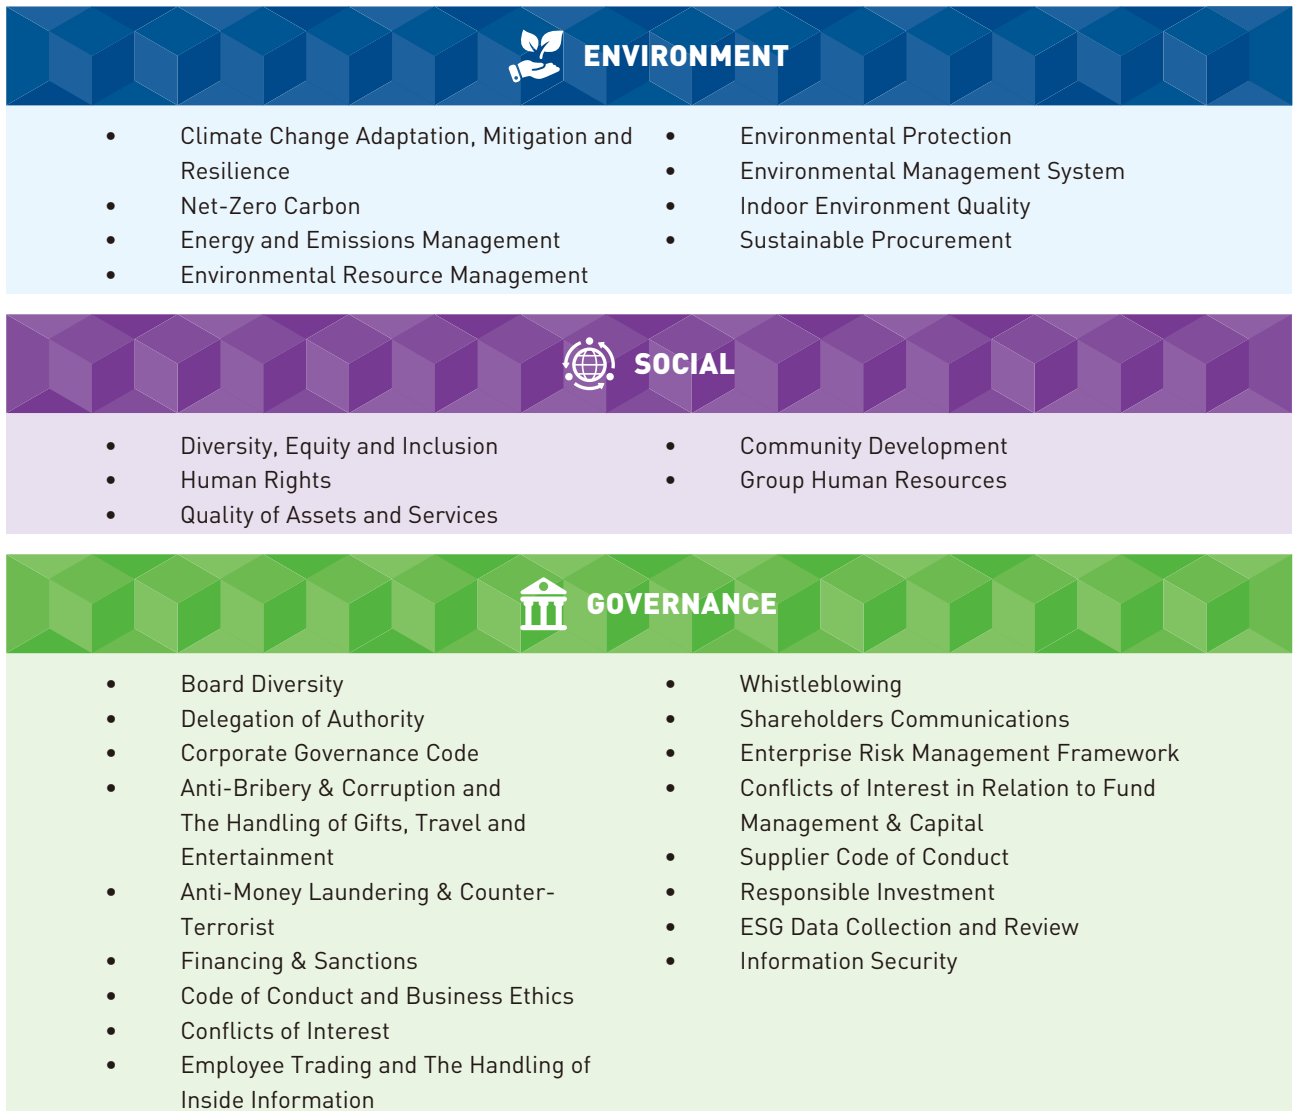 ENVIRONMENT
• Climate Change Adaptation, Mitigation and
Resilience
• Net-Zero Carbon
• Energy and Emissions Management
• Environmental Resource Management
• Environmental Protection
• Environmental Management System
• Indoor Environment Quality
• Sustainable Procurement
SOCIAL
• Diversity, Equity and Inclusion
• Human Rights
• Quality of Assets and Services
• Community Development
• Group Human Resources
GOVERNANCE
• Board Diversity
• Delegation of Authority
• Corporate Governance Code
• Anti-Bribery & Corruption and
The Handling of Gifts, Travel and
Entertainment
• Anti-Money Laundering & Counter-
Terrorist
• Financing & Sanctions
• Code of Conduct and Business Ethics
• Conflicts of Interest
• Employee Trading and The Handling of
Inside Information
• Whistleblowing
• Shareholders Communications
• Enterprise Risk Management Framework
• Conflicts of Interest in Relation to Fund
Management & Capital
• Supplier Code of Conduct
• Responsible Investment
• ESG Data Collection and Review
• Information Security